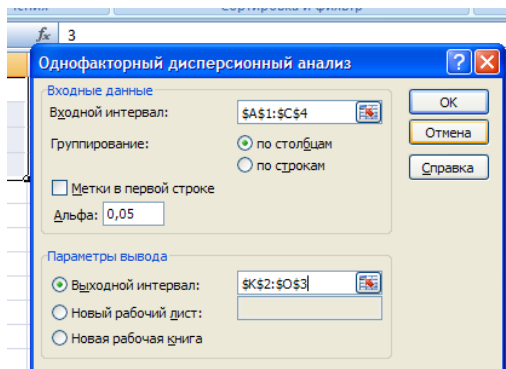 fx 3
Однофакторный дисперсионный анализ
Входные данные
Входной интервал: $A$1:$C$4
OK
Группирование: по столбцам
Отмена
по строкам
Справка
Метки в первой строке
Альфа: 0,05
Параметры вывода
Выходной интервал: $K$2:$O$3
Новый рабочий лист:
Новая рабочая книга